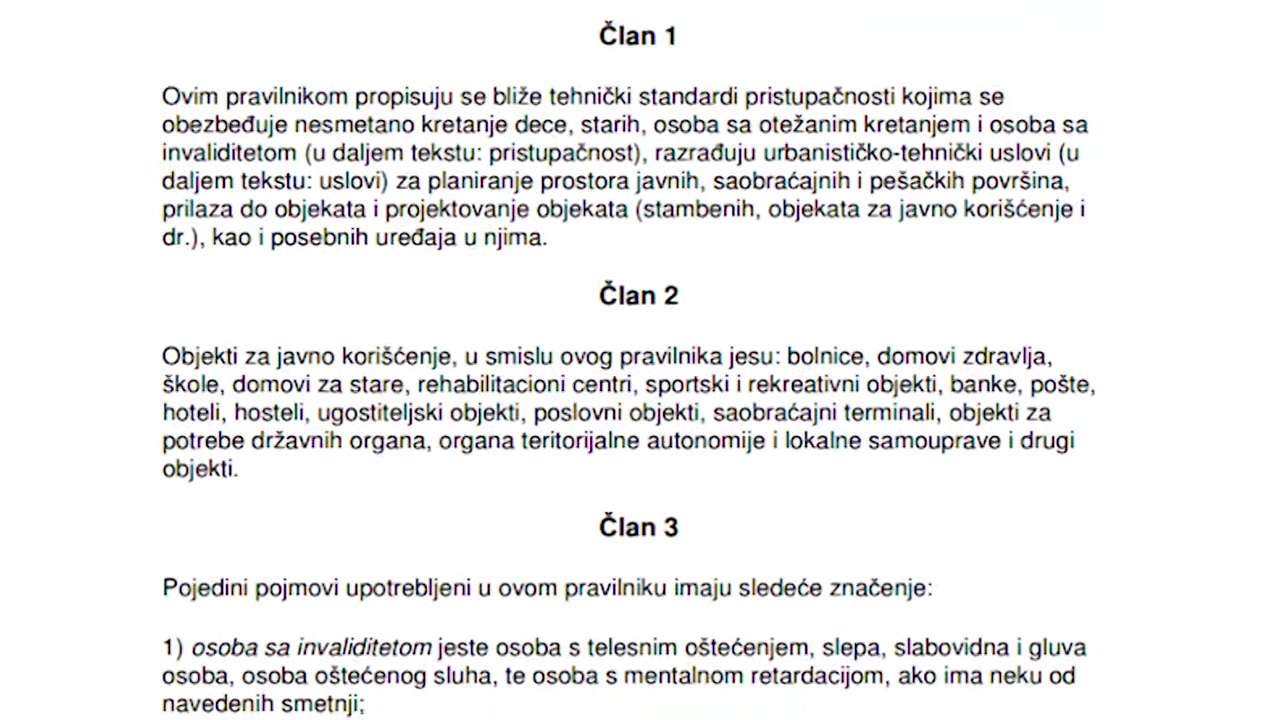 Član 1
Ovim pravilnikom propisuju se bliže tehnički standardi pristupačnosti kojima se
obezbeđuje nesmetano kretanje dece, starih, osoba sa otežanim kretanjem i osoba sa
invaliditetom (u daljem tekstu: pristupačnost), razrađuju urbanističko-tehnički uslovi (u
daljem tekstu: uslovi) za planiranje prostora javnih, saobraćajnih i pešačkih površina,
prilaza do objekata i projektovanje objekata (stambenih, objekata za javno korišćenje i
dr.), kao i posebnih uređaja u njima.
Član 2
Objekti za javno korišćenje, u smislu ovog pravilnika jesu: bolnice, domovi zdravlja,
škole, domovi za stare, rehabilitacioni centri, sportski i rekreativni objekti, banke, pošte,
hoteli, hosteli, ugostiteljski objekti, poslovni objekti, saobraćajni terminali, objekti za
potrebe državnih organa, organa teritorijalne autonomije i lokalne samouprave i drugi
objekti.
Član 3
Pojedini pojmovi upotrebljeni u ovom pravilniku imaju sledeće značenje:
1) osoba sa invaliditetom jeste osoba s telesnim oštećenjem, slepa, slabovidna i gluva
osoba, osoba oštećenog sluha, te osoba s mentalnom retardacijom, ako ima neku od
navedenih smetnji;